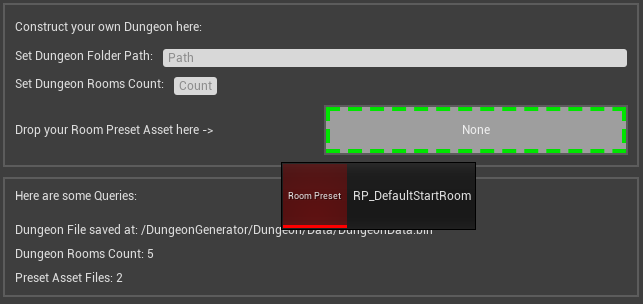 Construct your own Dungeon here:
Set Dungeon Folder Path: Path
Set Dungeon Rooms Count: Count
Drop your Room Preset Asset here -> None
Room Preset RP_DefaultStartRoom
Here are some Queries:
Dungeon File saved at: /DungeonGenerator/Dungeon/Data/DungeonData.bin
Dungeon Rooms Count: 5
Preset Asset Files: 2